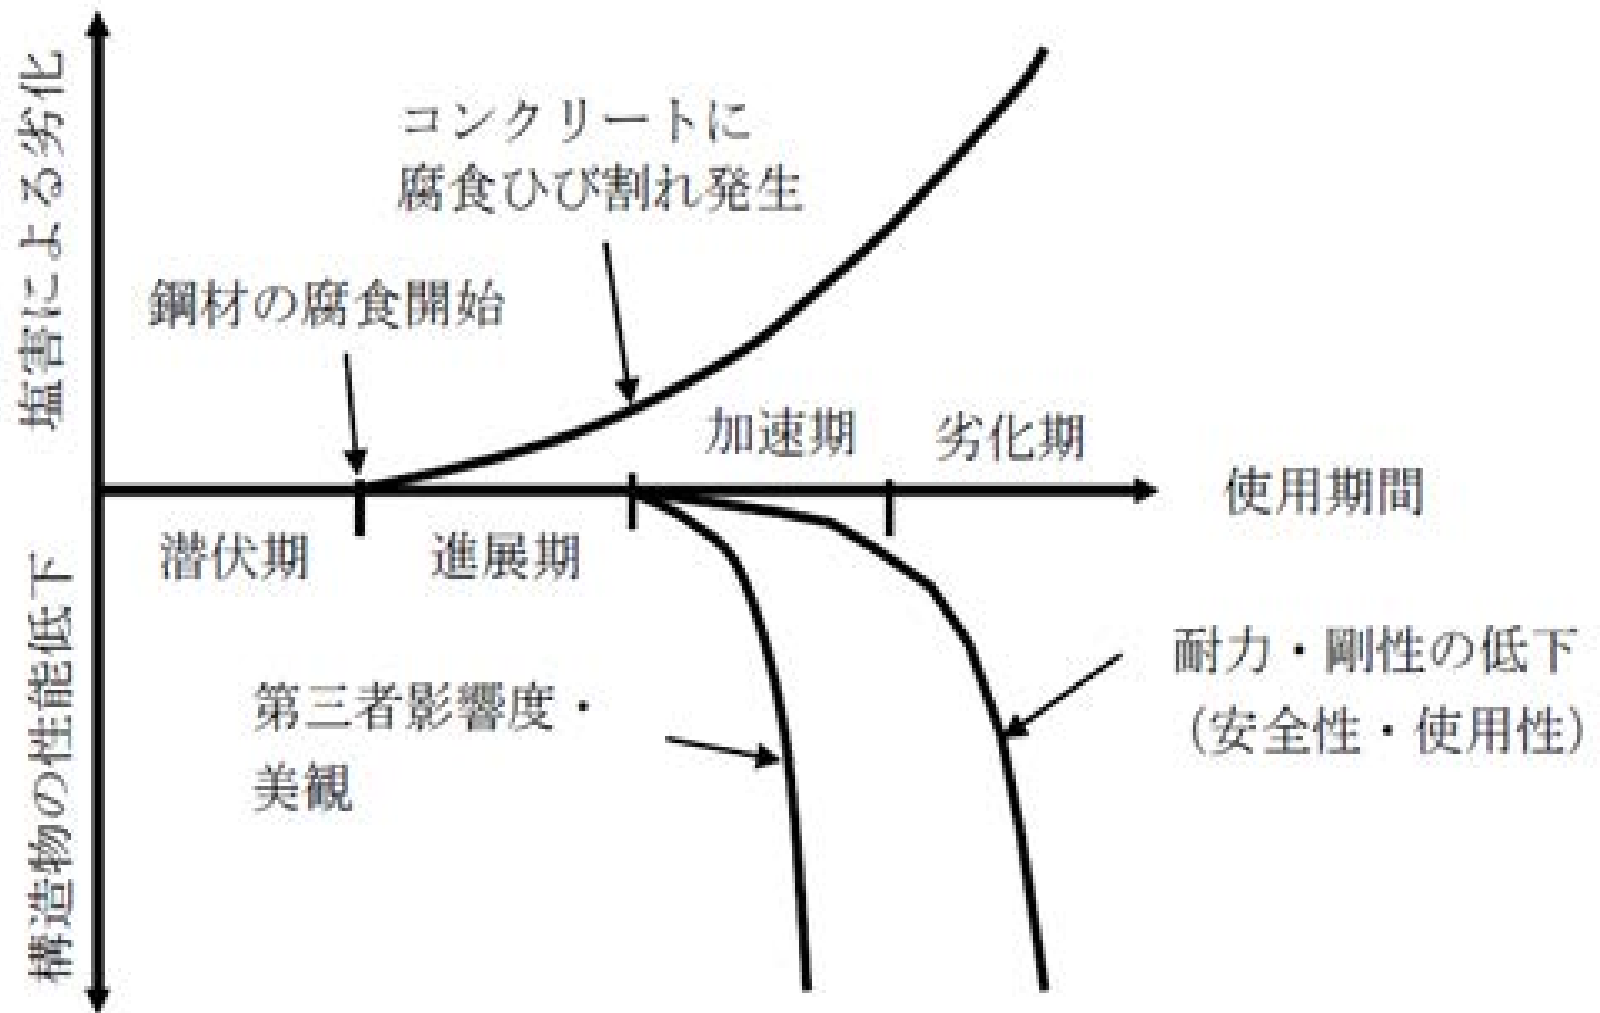 塩害による劣化
コンクリートに
腐食ひび割れ発生
鋼材の腐食開始
加速期
劣化期
使用期間
潜伏期
進展期
構造物の性能低下
第三者影響度・
美観
耐力・剛性の低下
（安全性・使用性）